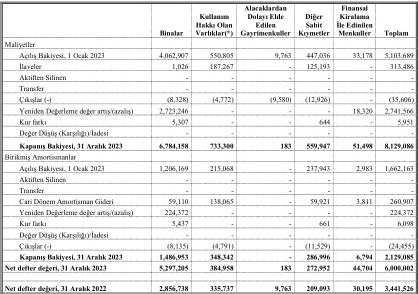 Binalar Kullanım Hakkı Olan Varlıklar(*) Alacaklardan Dolayı Elde Edilen Gayrimenkuller Diğer Sabit Kıymetler Finansal Kiralama İle Edinilen Menkuller Toplam
Maliyetler
Açılış Bakiyesi, 1 Ocak 2023 4,062,907 550,805 9,763 447,036 33,178 5,103,689
İlaveler 1,026 187,267 - 125,193 - 313,486
Aktiften Silinen - - - - - -
Transfer - - - - - -
Çıkışlar (-) (8,328) (4,772) (9,580) (12,926) - (35,606)
Yeniden Değerleme değer artış/(azalış) 2,723,246 - - - 18,320 2,741,566
Kur farkı 5,307 - - 644 - 5,951
Değer Düşüş (Karşılığı)/İadesi - - - - - -
Kapanış Bakiyesi, 31 Aralık 2023 6,784,158 733,300 183 559,947 51,498 8,129,086
Birikmiş Amortismanlar
Açılış Bakiyesi, 1 Ocak 2023 1,206,169 215,068 - 237,943 2,983 1,662,163
Aktiften Silinen - - - - - -
Transfer - - - - - -
Cari Dönem Amortisman Gideri 59,110 138,065 - 59,921 3,811 260,907
Yeniden Değerleme değer artış/(azalış) 224,372 - - - - 224,372
Kur farkı 5,437 - - 661 - 6,098
Değer Düşüş (Karşılığı)/İadesi - - - - - -
Çıkışlar (-) (8,135) (4,791) - (11,529) - (24,455)
Kapanış Bakiyesi, 31 Aralık 2023 1,486,953 348,342 - 286,996 6,794 2,129,085
Net defter değeri, 31 Aralık 2023 5,297,205 384,958 183 272,952 44,704 6,000,002
Net defter değeri, 31 Aralık 2022 2,856,738 335,737 9,763 209,093 30,195 3,441,526